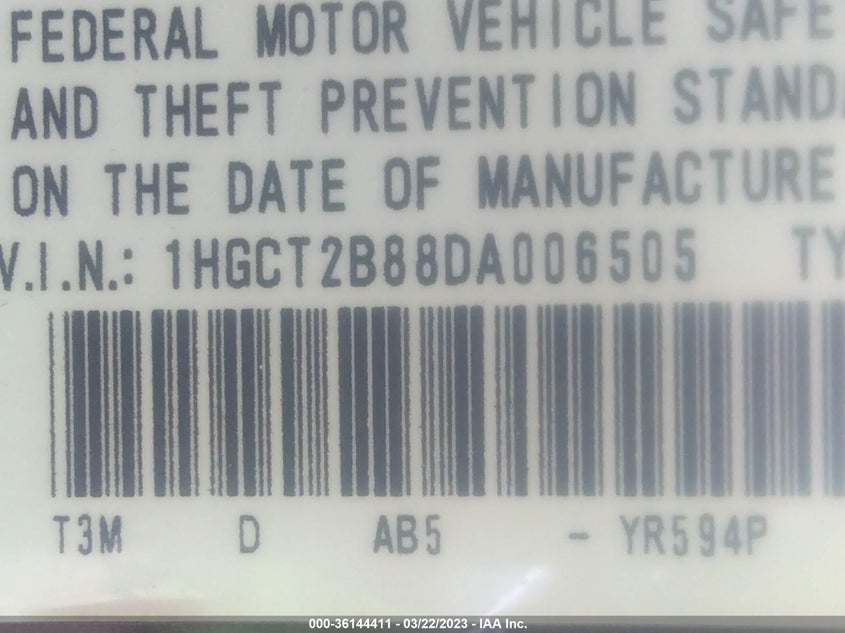 FEDERAL MOTOR VEHICLE SAFE
AND THEFT PREVENTION STANDA
ON THE DATE OF MANUFACTURE
V.I.N.: 1HGCT2B88DA006505 TY
T3M D AB5 - YR594P
000-36144411 - 03/22/2023 - IAA Inc.